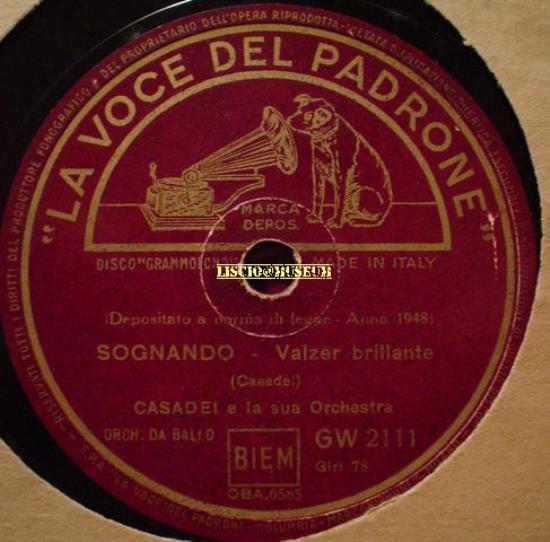 DEL PROPRIETARIO DELL'OPERA RIPRODOTTA - VIETATA
RISERVATI TUTTI I DIRITTI DEL PRODUTTORE FONOGRAFICO E
"LA VOCE DEL PADRONE"
MARCA
DEPOS.
DISCO "GRAMMOFONO" MADE IN ITALY
LISCIO@MUSEUM
(Depositato a norma di legge - Anno 1948)
SOGNANDO - Valzer brillante
(Casadei)
CASADEI e la sua Orchestra
ORCH. DA BALLO BIEM GW 2111
Giri 78
S.P.A. "LA VOCE DEL PADRONE - COLUMBIA - MARCONIPHONE